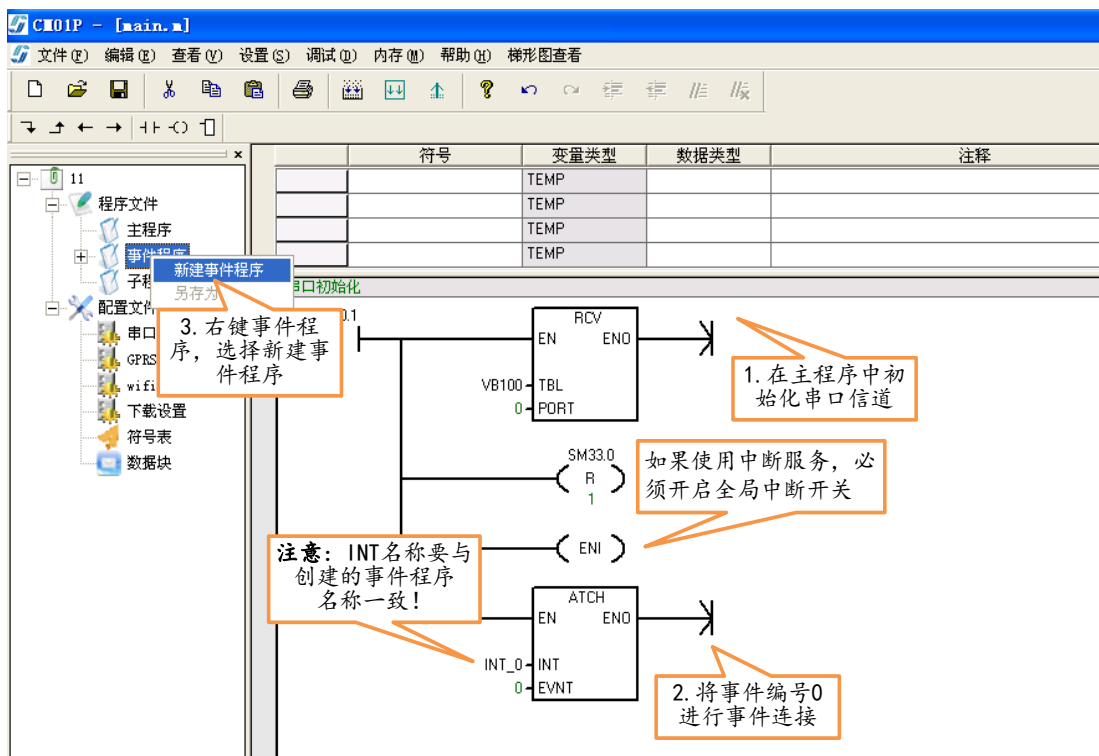 CM01P - [main.m]
文件(F) 编辑(E) 查看(V) 设置(S) 调试(D) 内存(M) 帮助(H) 梯形图查看
符号 变量类型 数据类型 注释
TEMP
TEMP
TEMP
TEMP
11
程序文件
主程序
事件程序
新建事件程序
另存为
配置文件
GPRS
wifi
下载设置
符号表
数据块
串口初始化
3.右键事件程
序，选择新建事
件程序
RCV
EN ENO
VB100 TBL
0 PORT
1.在主程序中初
始化串口信道
SM33.0
R
1
如果使用中断服务，必
须开启全局中断开关
ENI
注意：INT名称要与
创建的事件程序
名称一致！
ATCH
EN ENO
INT_0 INT
0 EVNT
2.将事件编号0
进行事件连接